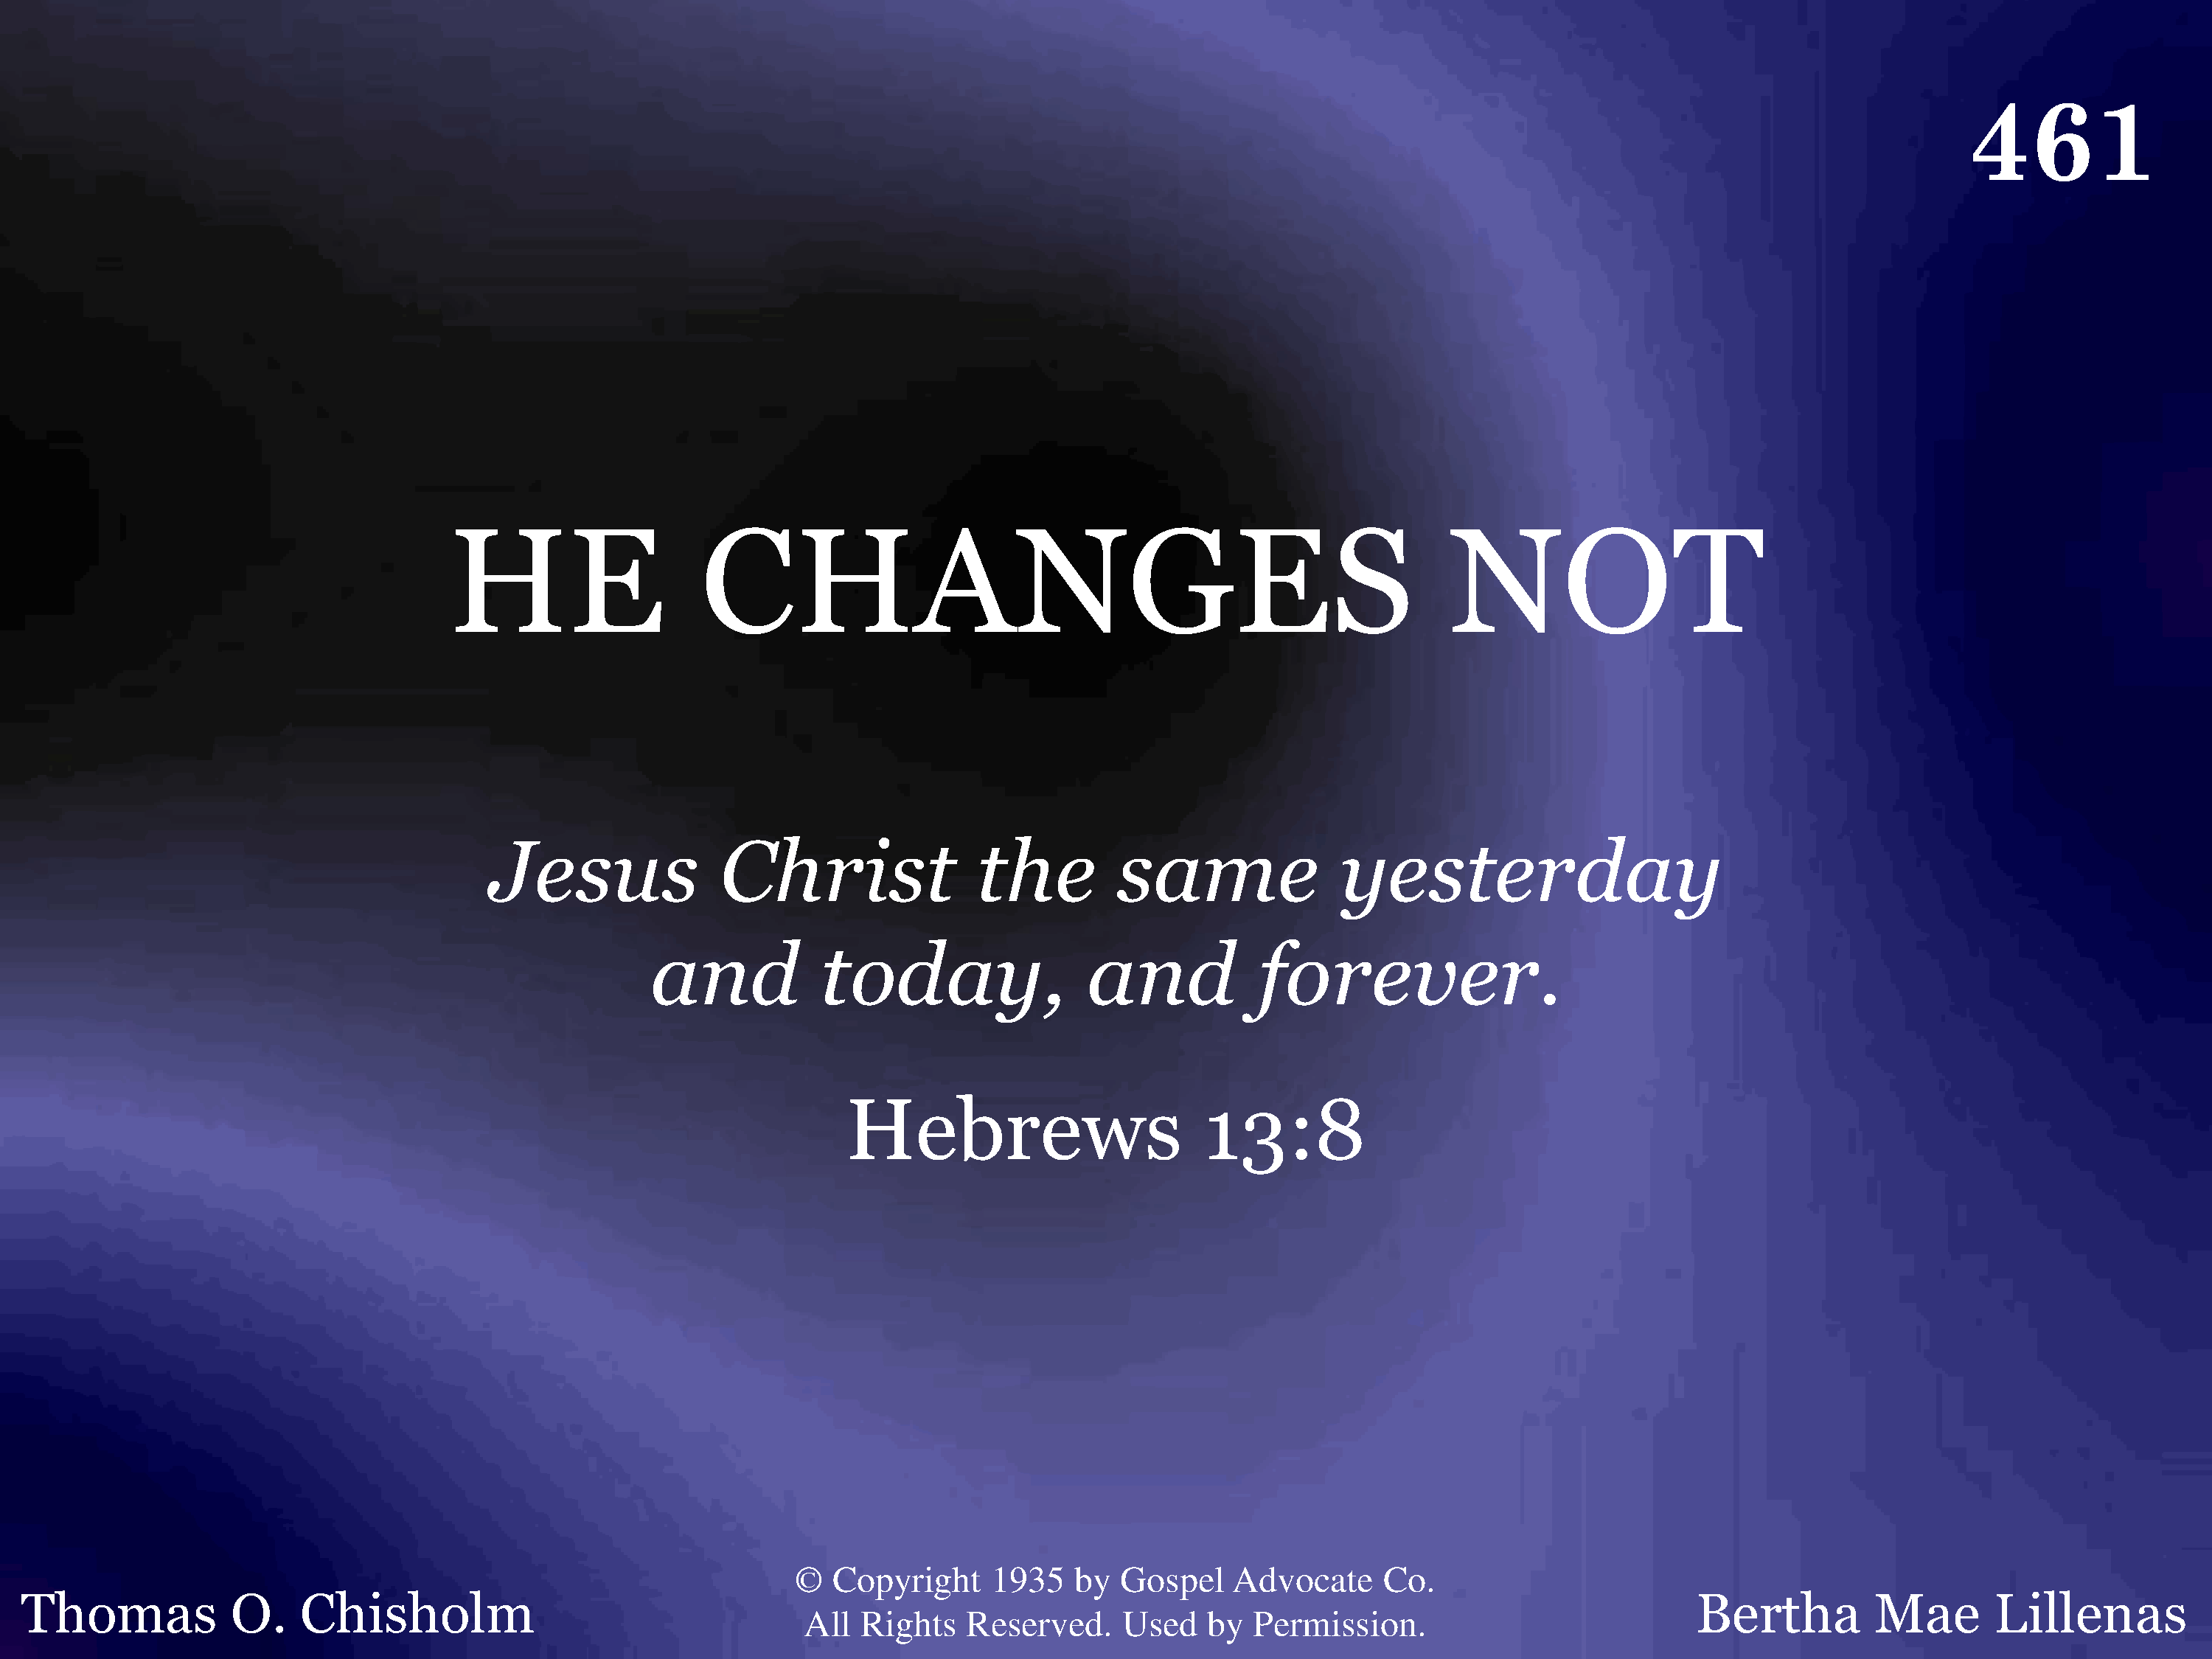 461
HE CHANGES NOT
Jesus Christ the same yesterday
and today, and forever.
Hebrews 13:8
Thomas O. Chisholm
© Copyright 1935 by Gospel Advocate Co.
All Rights Reserved. Used by Permission.
Bertha Mae Lillenas